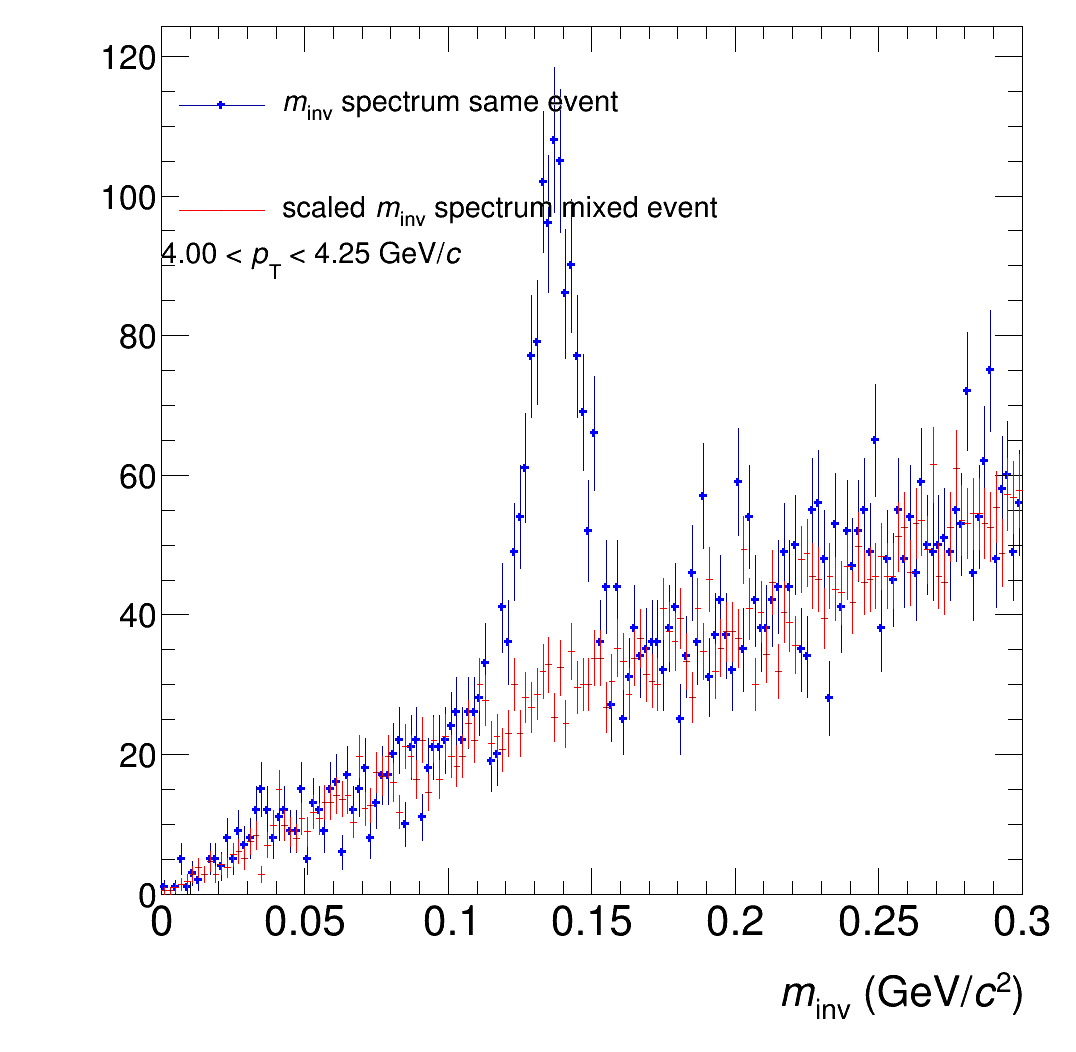 120
m_inv spectrum same event
100
scaled m_inv spectrum mixed event
4.00 < p_T < 4.25 GeV/c
80
60
40
20
0
0 0.05 0.1 0.15 0.2 0.25 0.3
m_inv (GeV/c²)